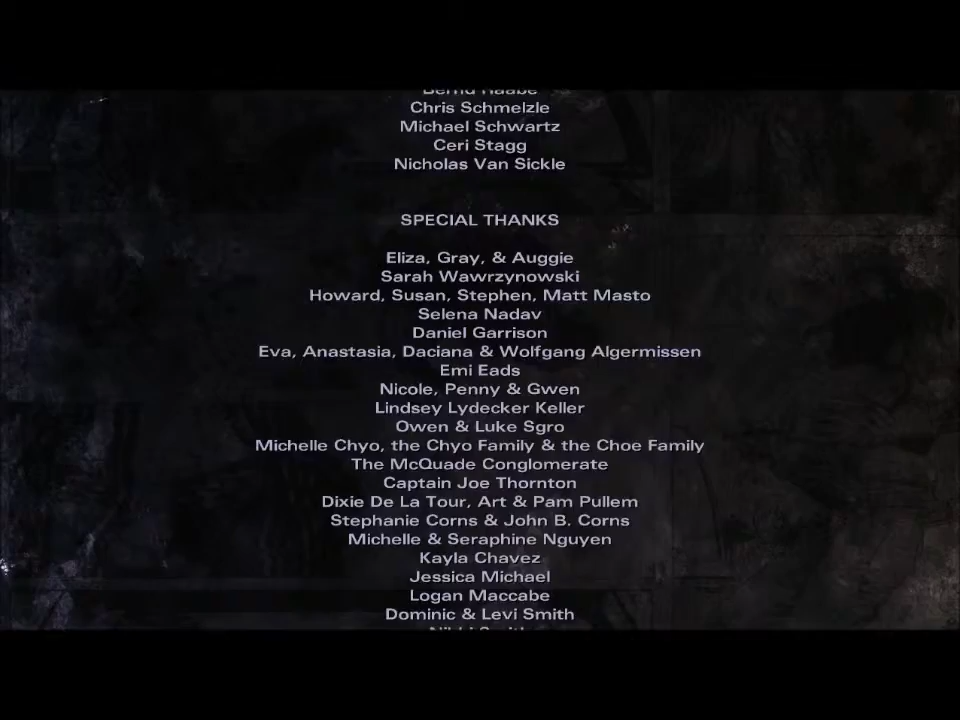 Bernd Naabe
Chris Schmelzle
Michael Schwartz
Ceri Stagg
Nicholas Van Sickle
SPECIAL THANKS
Eliza, Gray, & Auggie
Sarah Wawrzynowski
Howard, Susan, Stephen, Matt Masto
Selena Nadav
Daniel Garrison
Eva, Anastasia, Daciana & Wolfgang Algermissen
Emi Eads
Nicole, Penny & Gwen
Lindsey Lydecker Keller
Owen & Luke Sgro
Michelle Chyo, the Chyo Family & the Choe Family
The McQuade Conglomerate
Captain Joe Thornton
Dixie De La Tour, Art & Pam Pullem
Stephanie Corns & John B. Corns
Michelle & Seraphine Nguyen
Kayla Chavez
Jessica Michael
Logan Maccabe
Dominic & Levi Smith